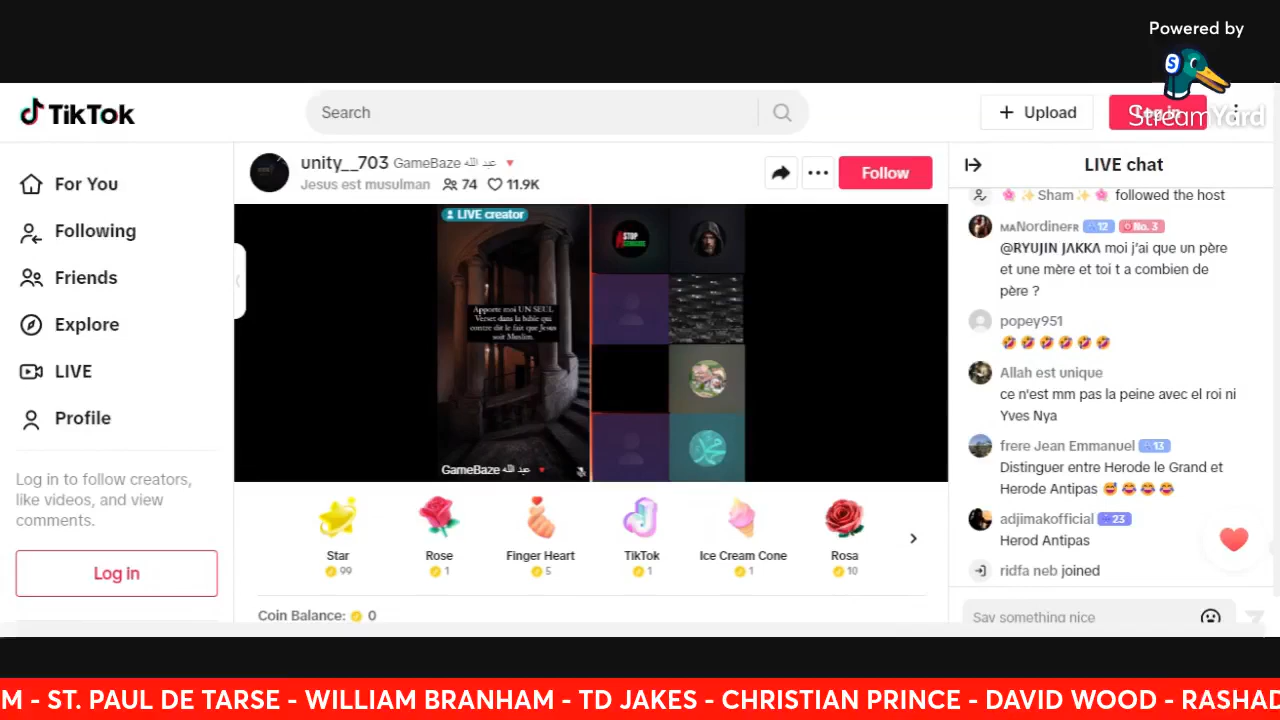 Powered by
StreamYard
TikTok
Search
Upload
Log in
For You
Following
Friends
Explore
LIVE
Profile
Log in to follow creators,
like videos, and view
comments.
Log in
unity__703 GameBaze عبد الله 🔻
Jesus est musulman 74 11.9K
Follow
LIVE creator
STOP
Apporte moi UN SEUL
Verset dans la bible qui
contre dit le fait que Jesus
soit Muslim.
GameBaze عبد الله 🔻
Star
99
Rose
1
Finger Heart
5
TikTok
1
Ice Cream Cone
1
Rosa
10
Coin Balance: 0
LIVE chat
🌸 ✨Sham✨ 🌸 followed the host
ᴍᴀNordineꜰʀ 12 No. 3
@RYUJIN JΛKKΛ moi j'ai que un père
et une mère et toi t a combien de
père ?
popey951
🤣🤣🤣🤣🤣🤣
Allah est unique
ce n'est mm pas la peine avec el roi ni
Yves Nya
frere Jean Emmanuel 13
Distinguer entre Herode le Grand et
Herode Antipas 😅😂😂😂
adjimakofficial 23
Herod Antipas
ridfa neb joined
Say something nice
M - ST. PAUL DE TARSE - WILLIAM BRANHAM - TD JAKES - CHRISTIAN PRINCE - DAVID WOOD - RASHAD